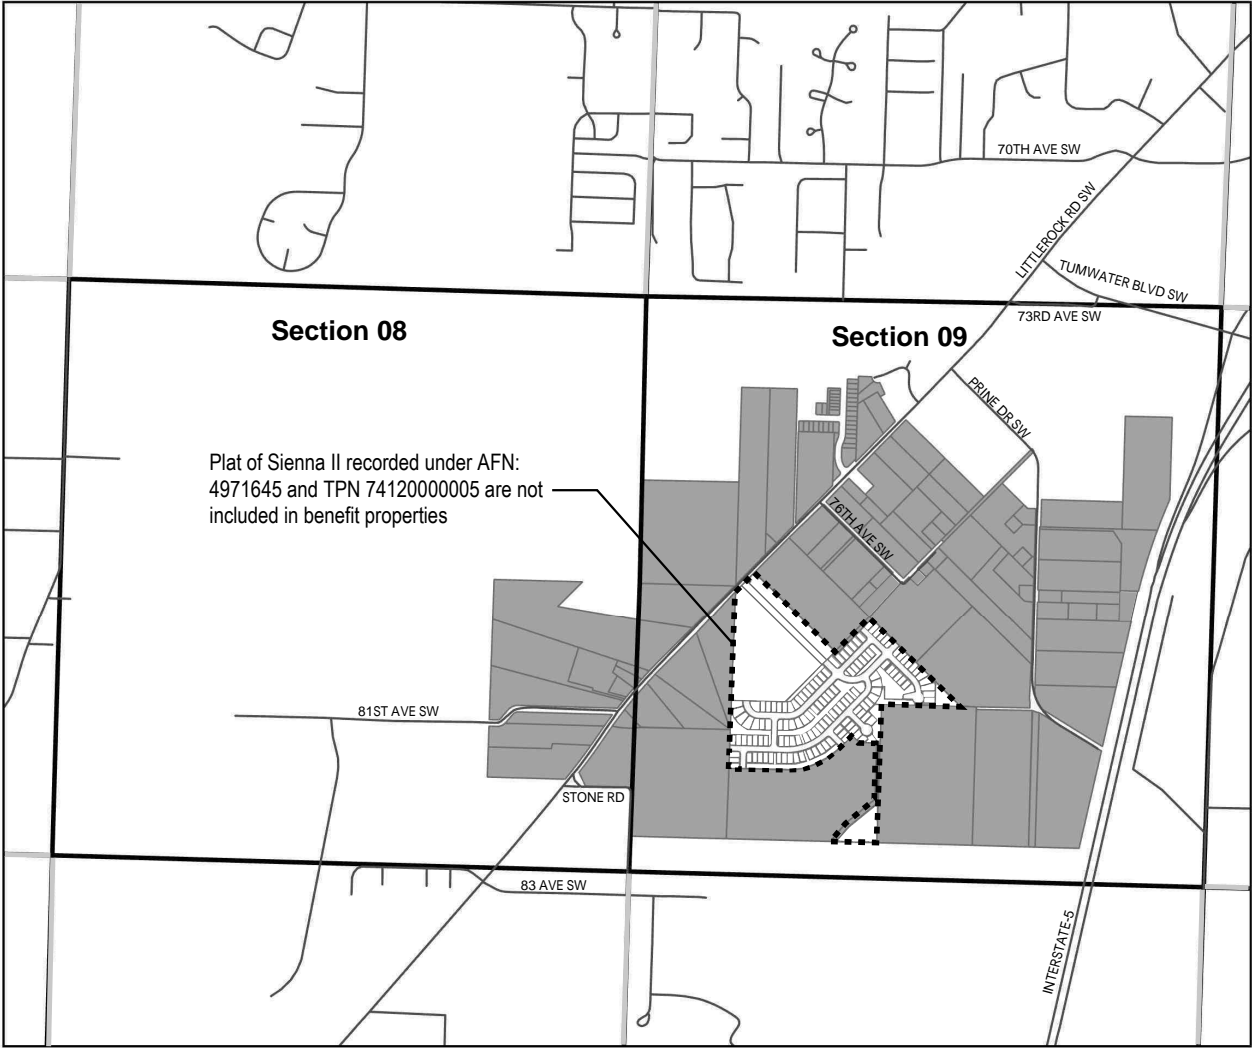 70TH AVE SW
LITTLEROCK RD SW
TUMWATER BLVD SW
73RD AVE SW
Section 08
Section 09
PRINE DR SW
Plat of Sienna II recorded under AFN:
4971645 and TPN 74120000005 are not
included in benefit properties
76TH AVE SW
81ST AVE SW
STONE RD
83 AVE SW
INTERSTATE-5